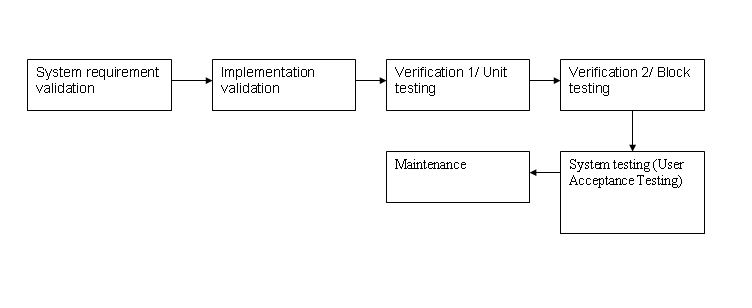 System requirement
validation
Implementation
validation
Verification 1/ Unit
testing
Verification 2/ Block
testing
System testing (User
Acceptance Testing)
Maintenance